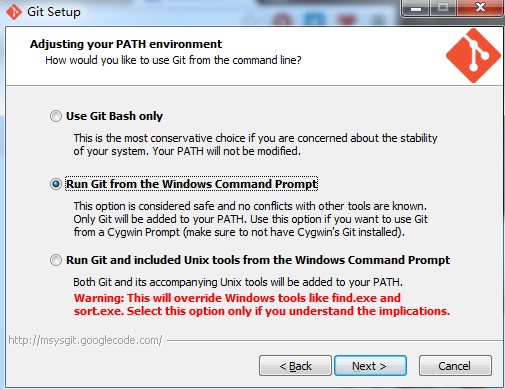 Git Setup
Adjusting your PATH environment
How would you like to use Git from the command line?
Use Git Bash only
This is the most conservative choice if you are concerned about the stability
of your system. Your PATH will not be modified.
Run Git from the Windows Command Prompt
This option is considered safe and no conflicts with other tools are known.
Only Git will be added to your PATH. Use this option if you want to use Git
from a Cygwin Prompt (make sure to not have Cygwin's Git installed).
Run Git and included Unix tools from the Windows Command Prompt
Both Git and its accompanying Unix tools will be added to your PATH.
Warning: This will override Windows tools like find.exe and
sort.exe. Select this option only if you understand the implications.
http://msysgit.googlecode.com/
< Back
Next >
Cancel